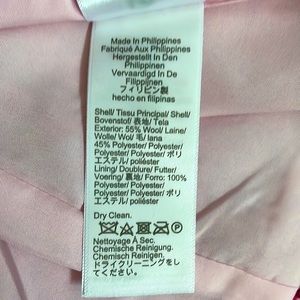 Made In Philippines
Fabriqué Aux Philippines
Hergestellt In Den
Philippinen
Vervaardigd In De
Filippijnen
フィリピン製
hecho en filipinas
Shell/ Tissu Principal/ Shell/
Bovenstof/ 表地/ Tela
Exterior: 55% Wool/ Laine/
Wolle/ Wol/ 毛/ lana
45% Polyester/ Polyester/
Polyester/ Polyester/ ポリ
エステル/ poliéster
Lining/ Doublure/ Futter/
Voering/ 裏地/ Forro: 100%
Polyester/ Polyester/
Polyester/ Polyester/ ポリ
エステル/ poliéster
Dry Clean.
Nettoyage À Sec.
Chemische Reinigung.
Chemisch Reinigen.
ドライクリーニングをし
てください。